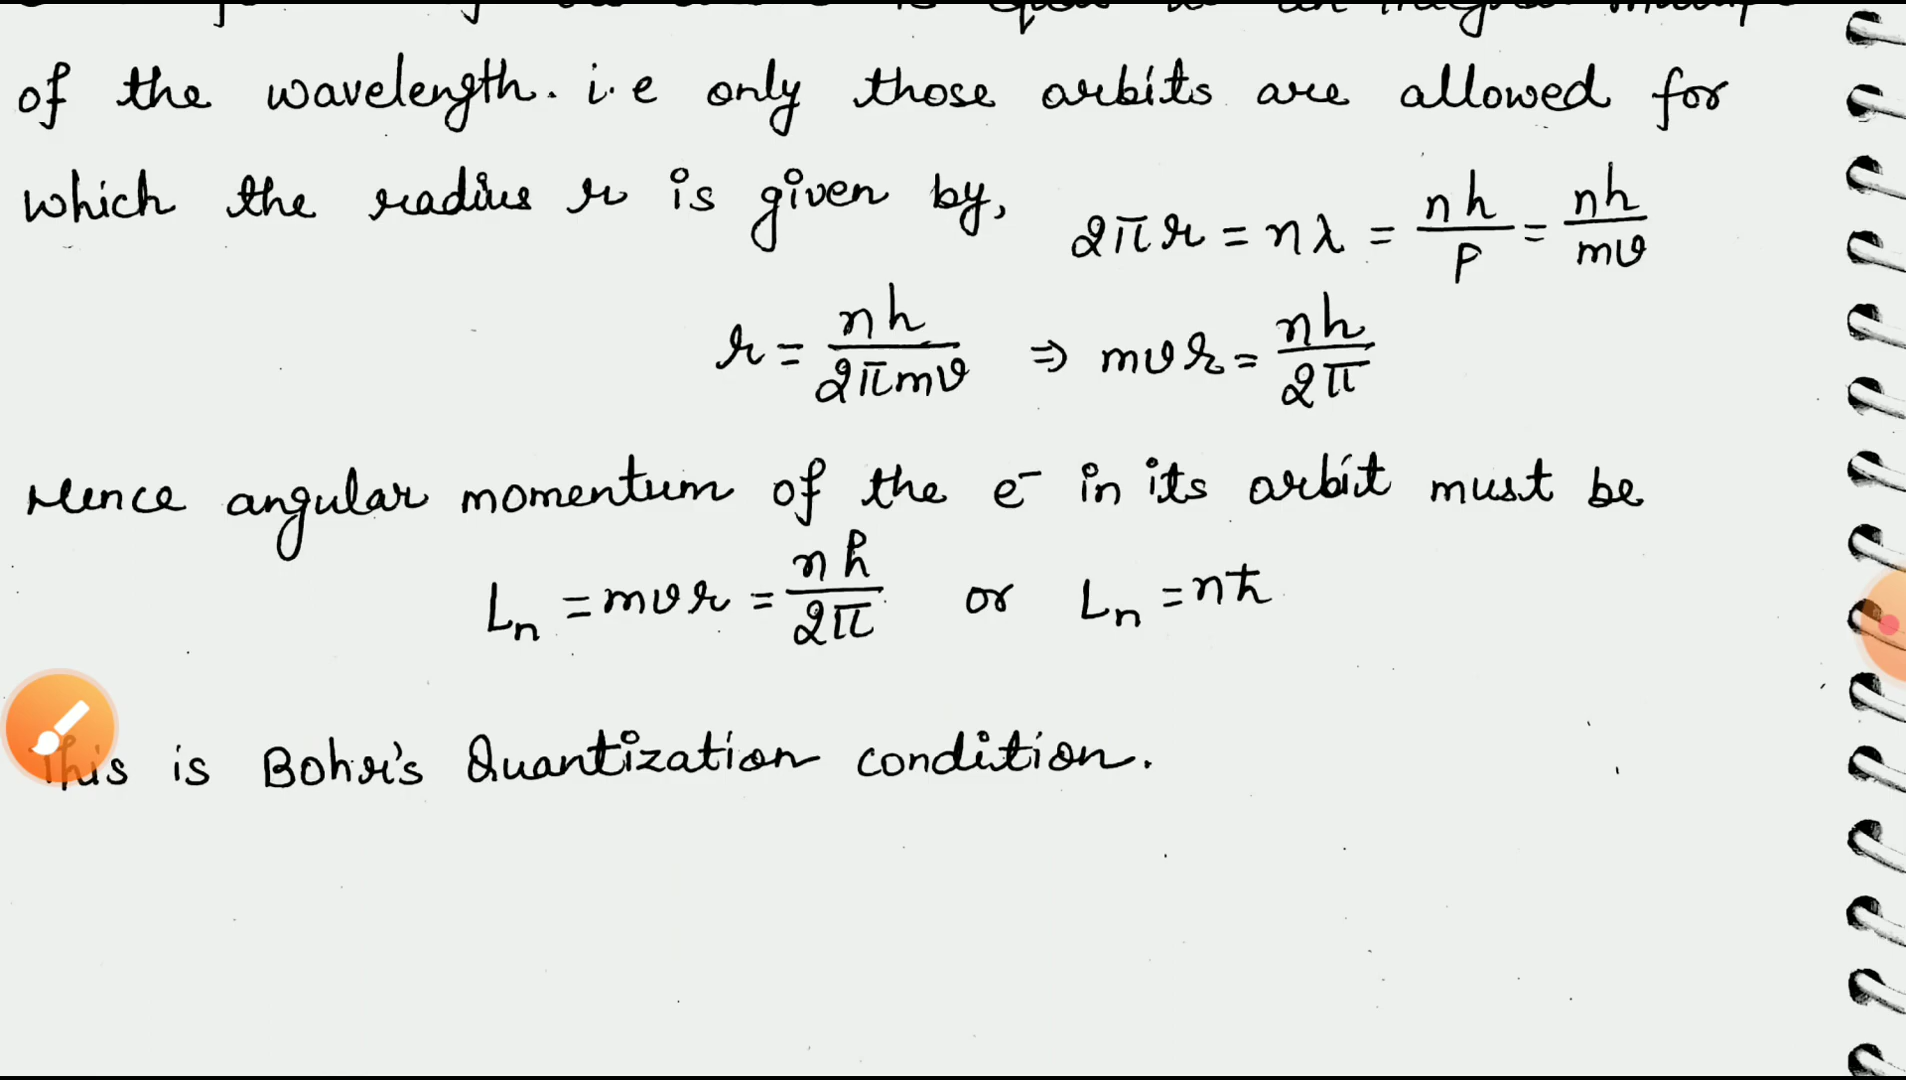 of the wavelength. i.e only those orbits are allowed for
which the radius r is given by, 2πr = nλ = nh/p = nh/mv
r = nh/2πmv ⇒ mvr = nh/2π
Hence angular momentum of the e⁻ in its orbit must be
Lₙ = mvr = nh/2π or Lₙ = nħ
This is Bohr's Quantization condition.